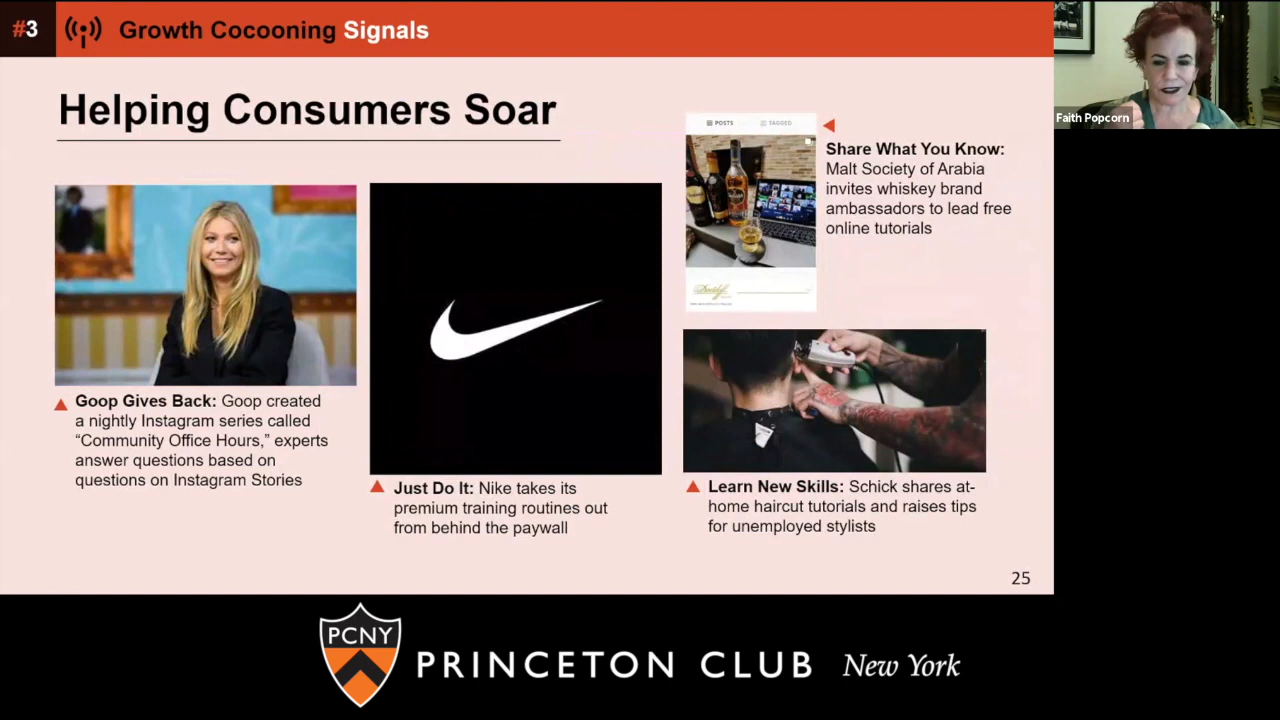 #3
Growth Cocooning Signals
Helping Consumers Soar
Faith Popcorn
POSTS
TAGGED
Share What You Know:
Malt Society of Arabia
invites whiskey brand
ambassadors to lead free
online tutorials
Goop Gives Back: Goop created
a nightly Instagram series called
“Community Office Hours,” experts
answer questions based on
questions on Instagram Stories
Just Do It: Nike takes its
premium training routines out
from behind the paywall
Learn New Skills: Schick shares at-
home haircut tutorials and raises tips
for unemployed stylists
25
PCNY
PRINCETON CLUB New York